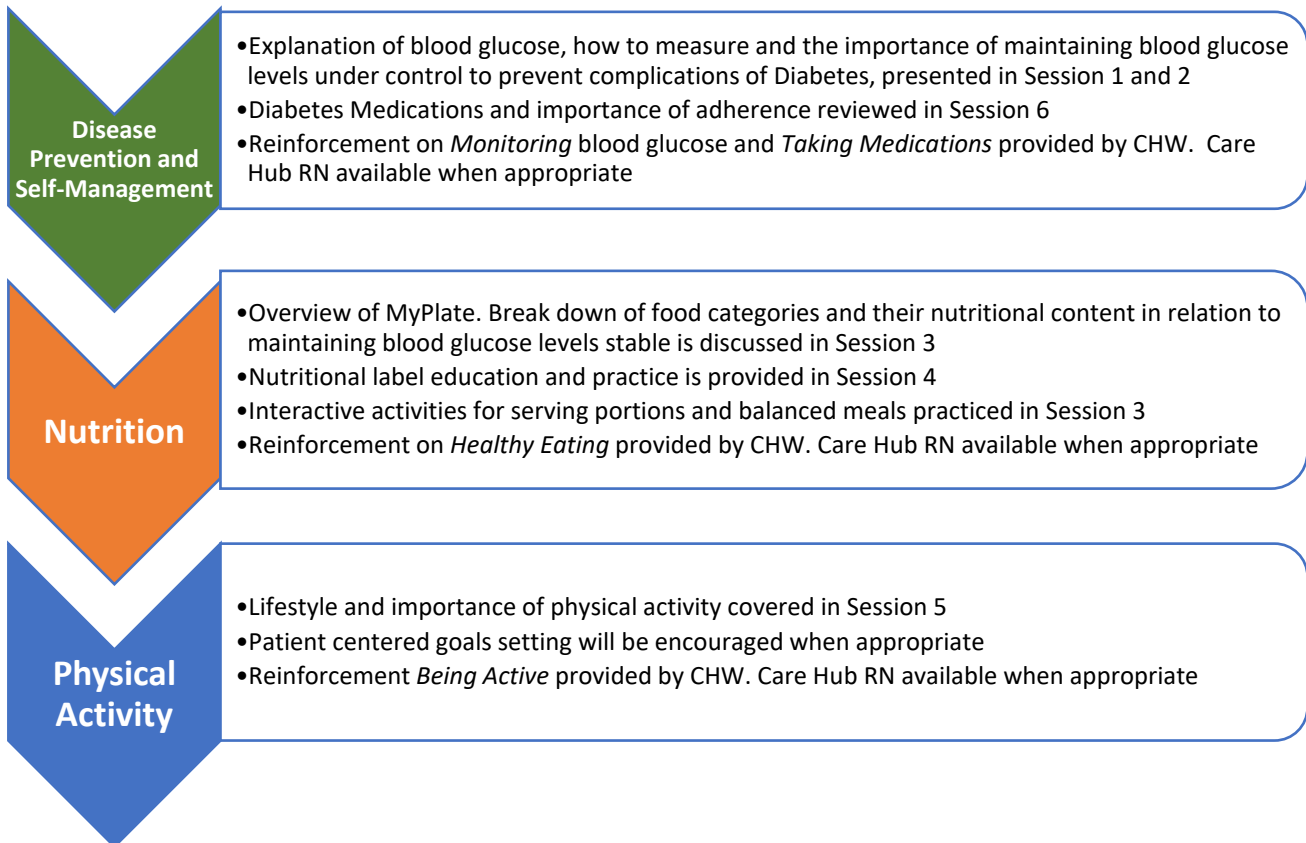 Disease
Prevention and
Self-Management
•Explanation of blood glucose, how to measure and the importance of maintaining blood glucose
levels under control to prevent complications of Diabetes, presented in Session 1 and 2
•Diabetes Medications and importance of adherence reviewed in Session 6
•Reinforcement on Monitoring blood glucose and Taking Medications provided by CHW.  Care
Hub RN available when appropriate
Nutrition
•Overview of MyPlate. Break down of food categories and their nutritional content in relation to
maintaining blood glucose levels stable is discussed in Session 3
•Nutritional label education and practice is provided in Session 4
•Interactive activities for serving portions and balanced meals practiced in Session 3
•Reinforcement on Healthy Eating provided by CHW. Care Hub RN available when appropriate
Physical
Activity
•Lifestyle and importance of physical activity covered in Session 5
•Patient centered goals setting will be encouraged when appropriate
•Reinforcement Being Active provided by CHW. Care Hub RN available when appropriate